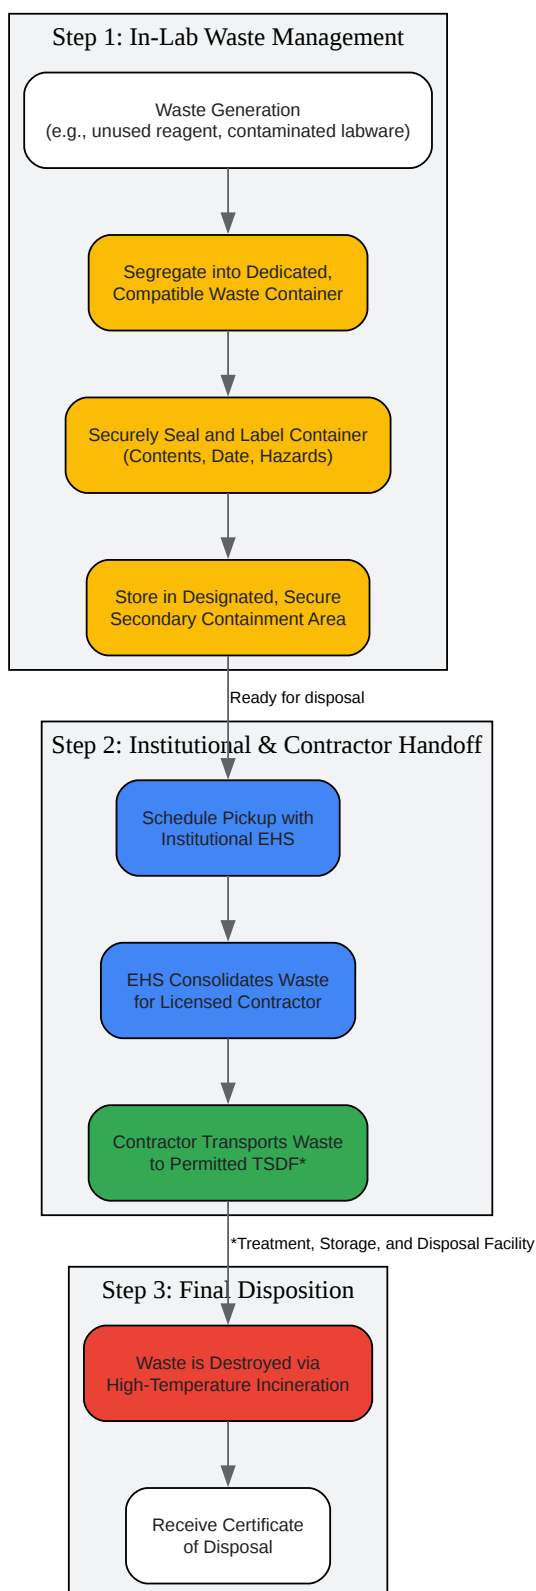 Step 1: In-Lab Waste Management
Waste Generation
(e.g., unused reagent, contaminated labware)
Segregate into Dedicated,
Compatible Waste Container
Securely Seal and Label Container
(Contents, Date, Hazards)
Store in Designated, Secure
Secondary Containment Area
Ready for disposal
Step 2: Institutional & Contractor Handoff
Schedule Pickup with
Institutional EHS
EHS Consolidates Waste
for Licensed Contractor
Contractor Transports Waste
to Permitted TSDF*
*Treatment, Storage, and Disposal Facility
Step 3: Final Disposition
Waste is Destroyed via
High-Temperature Incineration
Receive Certificate
of Disposal